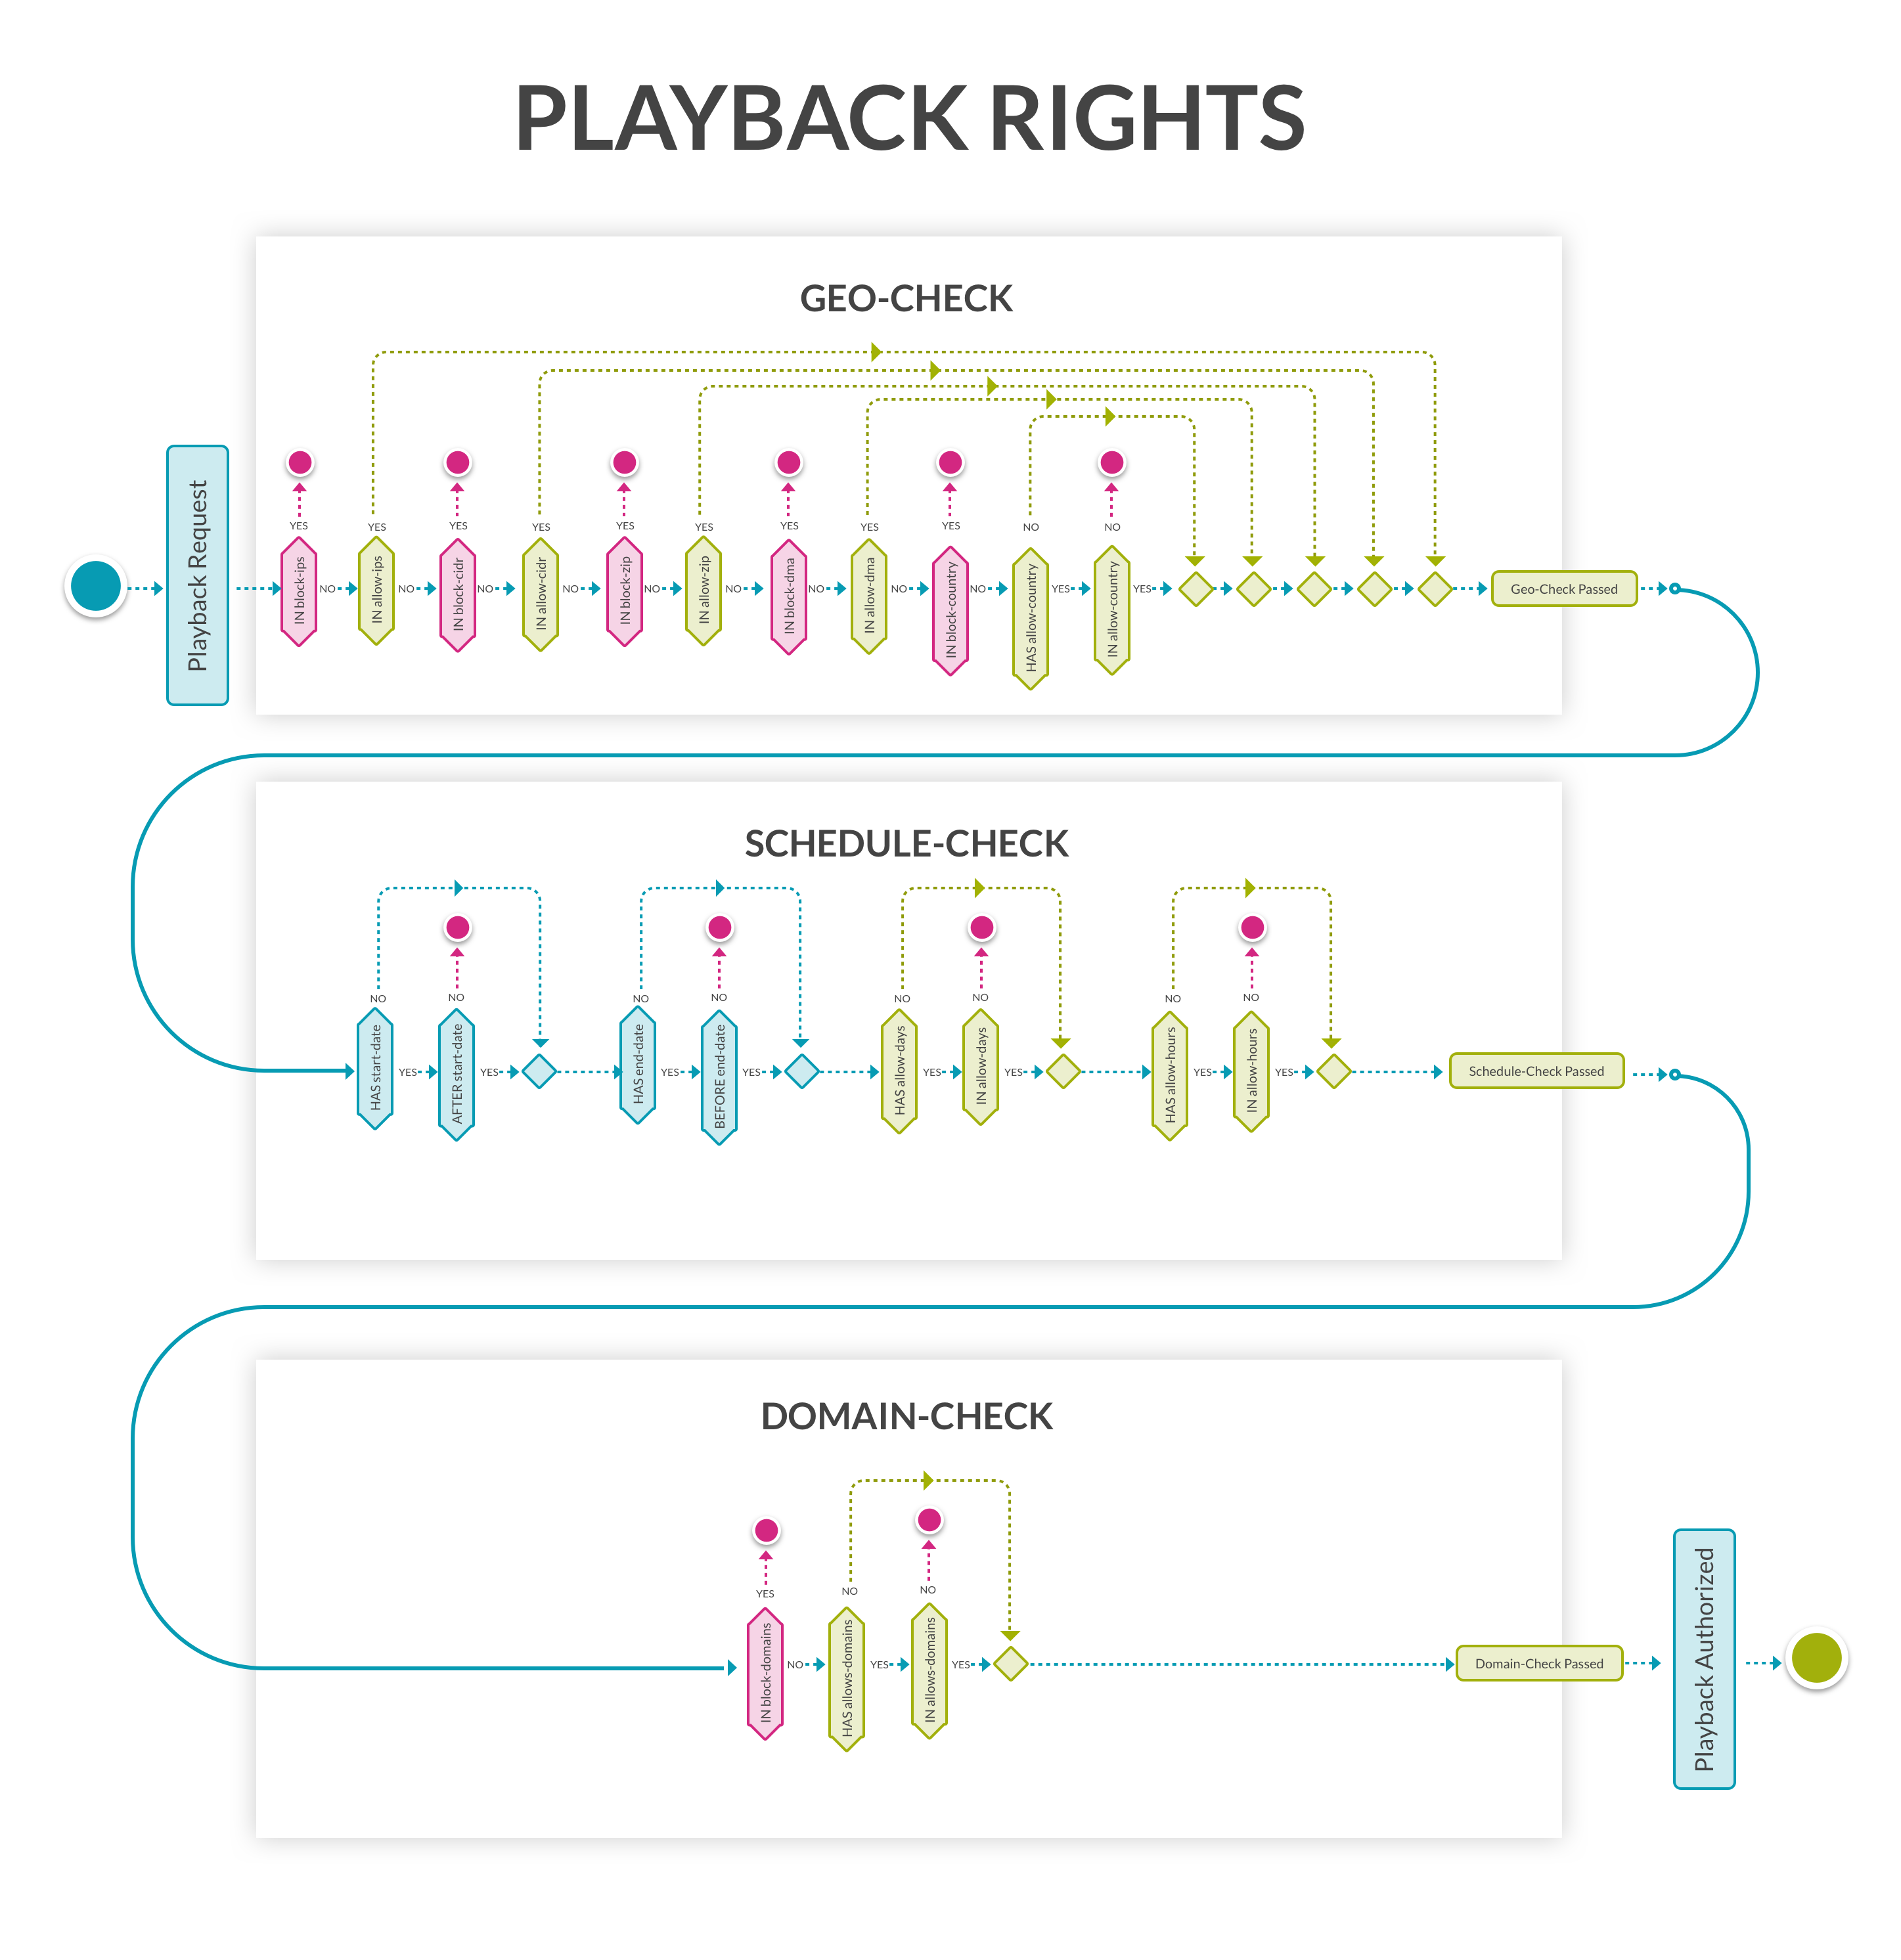 PLAYBACK RIGHTS
GEO-CHECK
Playback Request
YES
YES
YES
YES
YES
YES
YES
YES
YES
NO
NO
IN block-ips
NO
IN allow-ips
NO
IN block-cidr
NO
IN allow-cidr
NO
IN block-zip
NO
IN allow-zip
NO
IN block-dma
NO
IN allow-dma
NO
IN block-country
NO
HAS allow-country
YES
IN allow-country
YES
Geo-Check Passed
SCHEDULE-CHECK
NO
NO
NO
NO
NO
NO
NO
NO
HAS start-date
YES
AFTER start-date
YES
HAS end-date
YES
BEFORE end-date
YES
HAS allow-days
YES
IN allow-days
YES
HAS allow-hours
YES
IN allow-hours
YES
Schedule-Check Passed
DOMAIN-CHECK
YES
NO
NO
IN block-domains
NO
HAS allows-domains
YES
IN allows-domains
YES
Domain-Check Passed
Playback Authorized